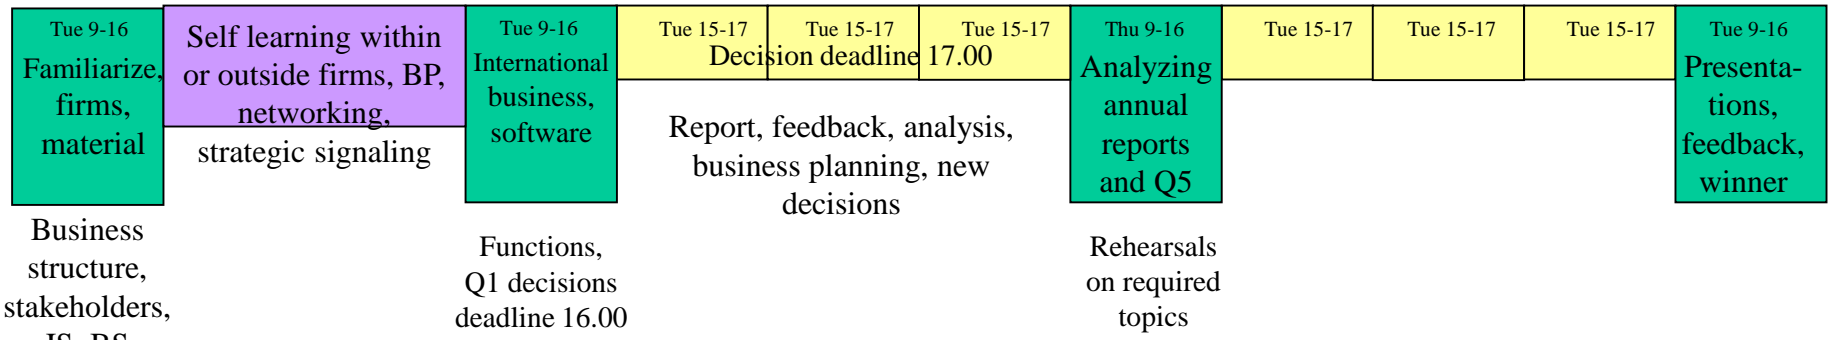 Tue 9-16
Familiarize,
firms,
material
Business
structure,
stakeholders,
IS, BS
Self learning within
or outside firms, BP,
networking,
strategic signaling
Tue 9-16
International
business,
software
Functions,
Q1 decisions
deadline 16.00
Tue 15-17
Tue 15-17
Tue 15-17
Decision deadline 17.00
Report, feedback, analysis,
business planning, new
decisions
Thu 9-16
Analyzing
annual
reports
and Q5
Rehearsals
on required
topics
Tue 15-17
Tue 15-17
Tue 15-17
Tue 9-16
Presenta-
tions,
feedback,
winner